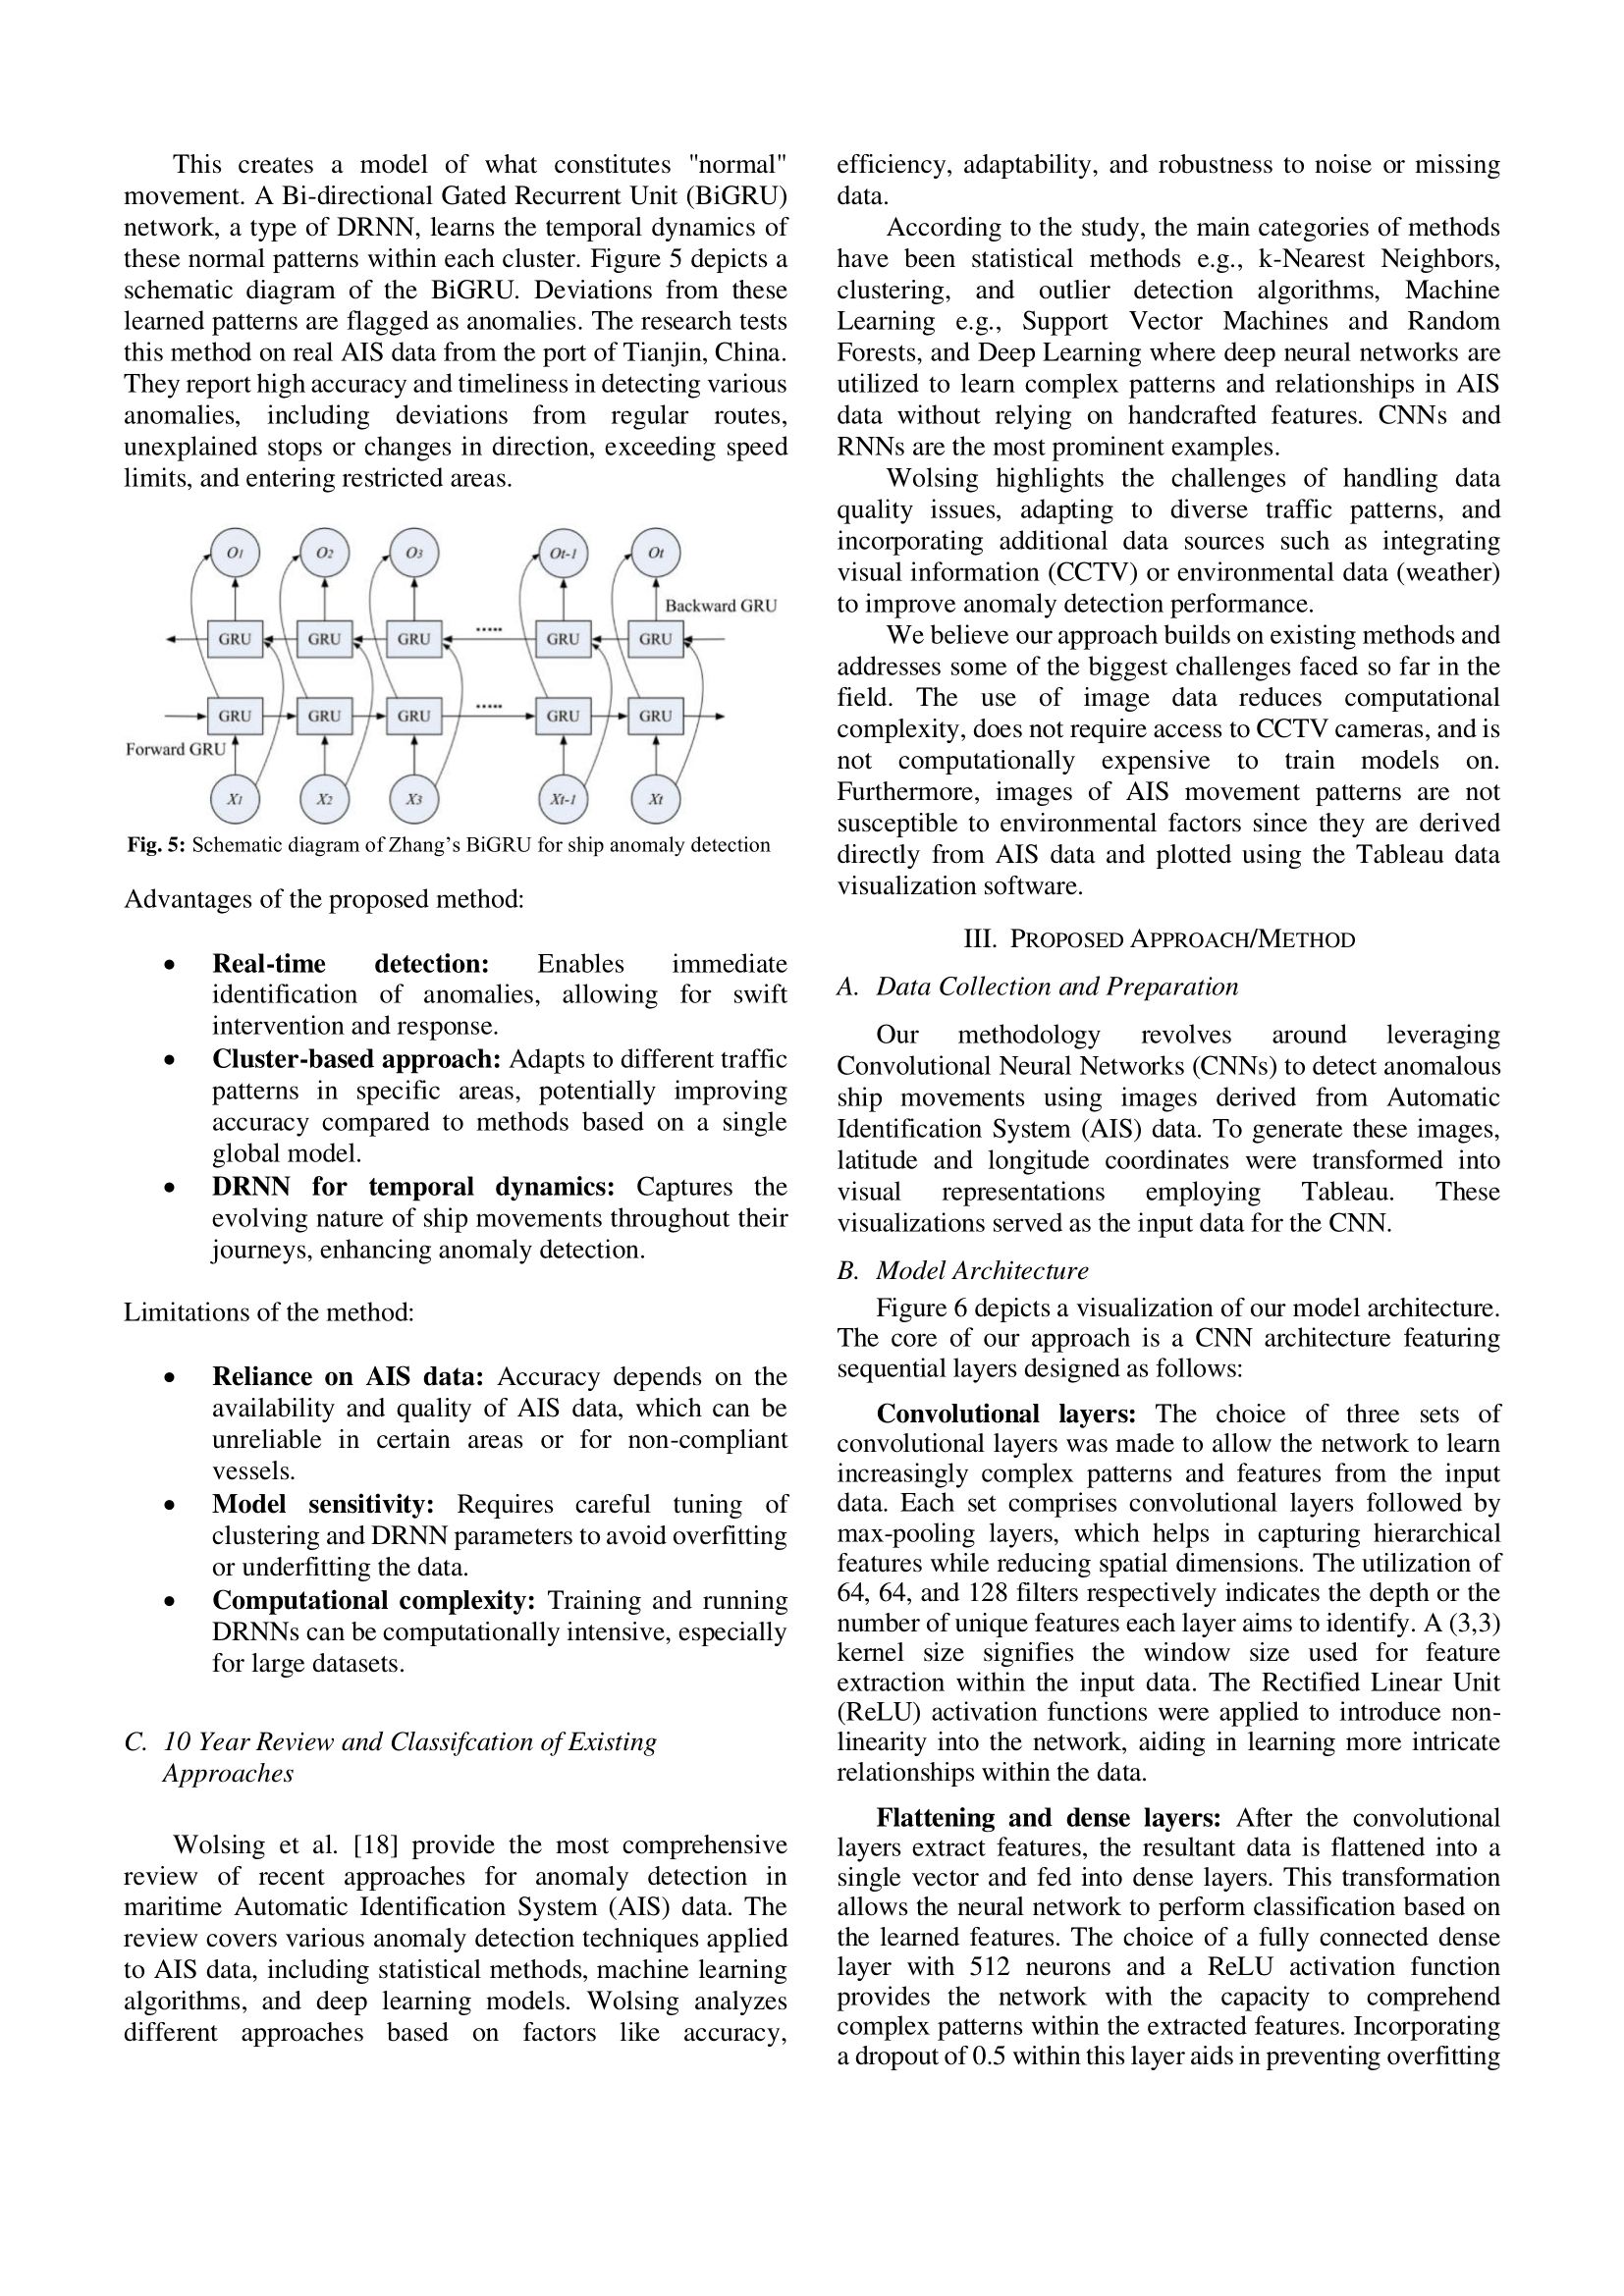 This creates a model of what constitutes "normal"
movement. A Bi-directional Gated Recurrent Unit (BiGRU)
network, a type of DRNN, learns the temporal dynamics of
these normal patterns within each cluster. Figure 5 depicts a
schematic diagram of the BiGRU. Deviations from these
learned patterns are flagged as anomalies. The research tests
this method on real AIS data from the port of Tianjin, China.
They report high accuracy and timeliness in detecting various
anomalies, including deviations from regular routes,
unexplained stops or changes in direction, exceeding speed
limits, and entering restricted areas.
O1 O2 O3 Ot-1 Ot
Backward GRU
GRU GRU GRU ..... GRU GRU
GRU GRU GRU ..... GRU GRU
Forward GRU
X1 X2 X3 Xt-1 Xt
Fig. 5: Schematic diagram of Zhang's BiGRU for ship anomaly detection
Advantages of the proposed method:
• Real-time detection: Enables immediate
identification of anomalies, allowing for swift
intervention and response.
• Cluster-based approach: Adapts to different traffic
patterns in specific areas, potentially improving
accuracy compared to methods based on a single
global model.
• DRNN for temporal dynamics: Captures the
evolving nature of ship movements throughout their
journeys, enhancing anomaly detection.
Limitations of the method:
• Reliance on AIS data: Accuracy depends on the
availability and quality of AIS data, which can be
unreliable in certain areas or for non-compliant
vessels.
• Model sensitivity: Requires careful tuning of
clustering and DRNN parameters to avoid overfitting
or underfitting the data.
• Computational complexity: Training and running
DRNNs can be computationally intensive, especially
for large datasets.
C. 10 Year Review and Classifcation of Existing
Approaches
Wolsing et al. [18] provide the most comprehensive
review of recent approaches for anomaly detection in
maritime Automatic Identification System (AIS) data. The
review covers various anomaly detection techniques applied
to AIS data, including statistical methods, machine learning
algorithms, and deep learning models. Wolsing analyzes
different approaches based on factors like accuracy,
efficiency, adaptability, and robustness to noise or missing
data.
According to the study, the main categories of methods
have been statistical methods e.g., k-Nearest Neighbors,
clustering, and outlier detection algorithms, Machine
Learning e.g., Support Vector Machines and Random
Forests, and Deep Learning where deep neural networks are
utilized to learn complex patterns and relationships in AIS
data without relying on handcrafted features. CNNs and
RNNs are the most prominent examples.
Wolsing highlights the challenges of handling data
quality issues, adapting to diverse traffic patterns, and
incorporating additional data sources such as integrating
visual information (CCTV) or environmental data (weather)
to improve anomaly detection performance.
We believe our approach builds on existing methods and
addresses some of the biggest challenges faced so far in the
field. The use of image data reduces computational
complexity, does not require access to CCTV cameras, and is
not computationally expensive to train models on.
Furthermore, images of AIS movement patterns are not
susceptible to environmental factors since they are derived
directly from AIS data and plotted using the Tableau data
visualization software.
III. PROPOSED APPROACH/METHOD
A. Data Collection and Preparation
Our methodology revolves around leveraging
Convolutional Neural Networks (CNNs) to detect anomalous
ship movements using images derived from Automatic
Identification System (AIS) data. To generate these images,
latitude and longitude coordinates were transformed into
visual representations employing Tableau. These
visualizations served as the input data for the CNN.
B. Model Architecture
Figure 6 depicts a visualization of our model architecture.
The core of our approach is a CNN architecture featuring
sequential layers designed as follows:
Convolutional layers: The choice of three sets of
convolutional layers was made to allow the network to learn
increasingly complex patterns and features from the input
data. Each set comprises convolutional layers followed by
max-pooling layers, which helps in capturing hierarchical
features while reducing spatial dimensions. The utilization of
64, 64, and 128 filters respectively indicates the depth or the
number of unique features each layer aims to identify. A (3,3)
kernel size signifies the window size used for feature
extraction within the input data. The Rectified Linear Unit
(ReLU) activation functions were applied to introduce non-
linearity into the network, aiding in learning more intricate
relationships within the data.
Flattening and dense layers: After the convolutional
layers extract features, the resultant data is flattened into a
single vector and fed into dense layers. This transformation
allows the neural network to perform classification based on
the learned features. The choice of a fully connected dense
layer with 512 neurons and a ReLU activation function
provides the network with the capacity to comprehend
complex patterns within the extracted features. Incorporating
a dropout of 0.5 within this layer aids in preventing overfitting